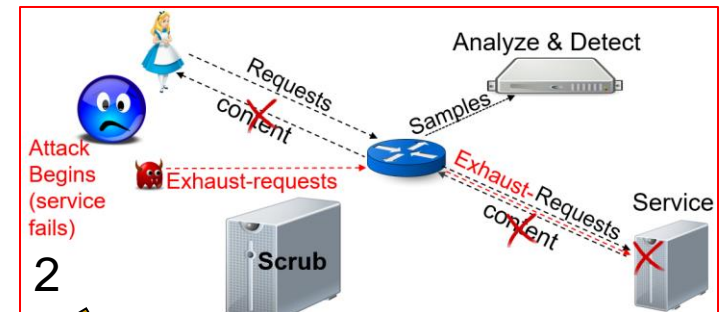 Analyze & Detect
Requests
content
Samples
Attack
Begins
(service
fails)
Exhaust-requests
Exhaust-Requests
content
Service
Scrub
2